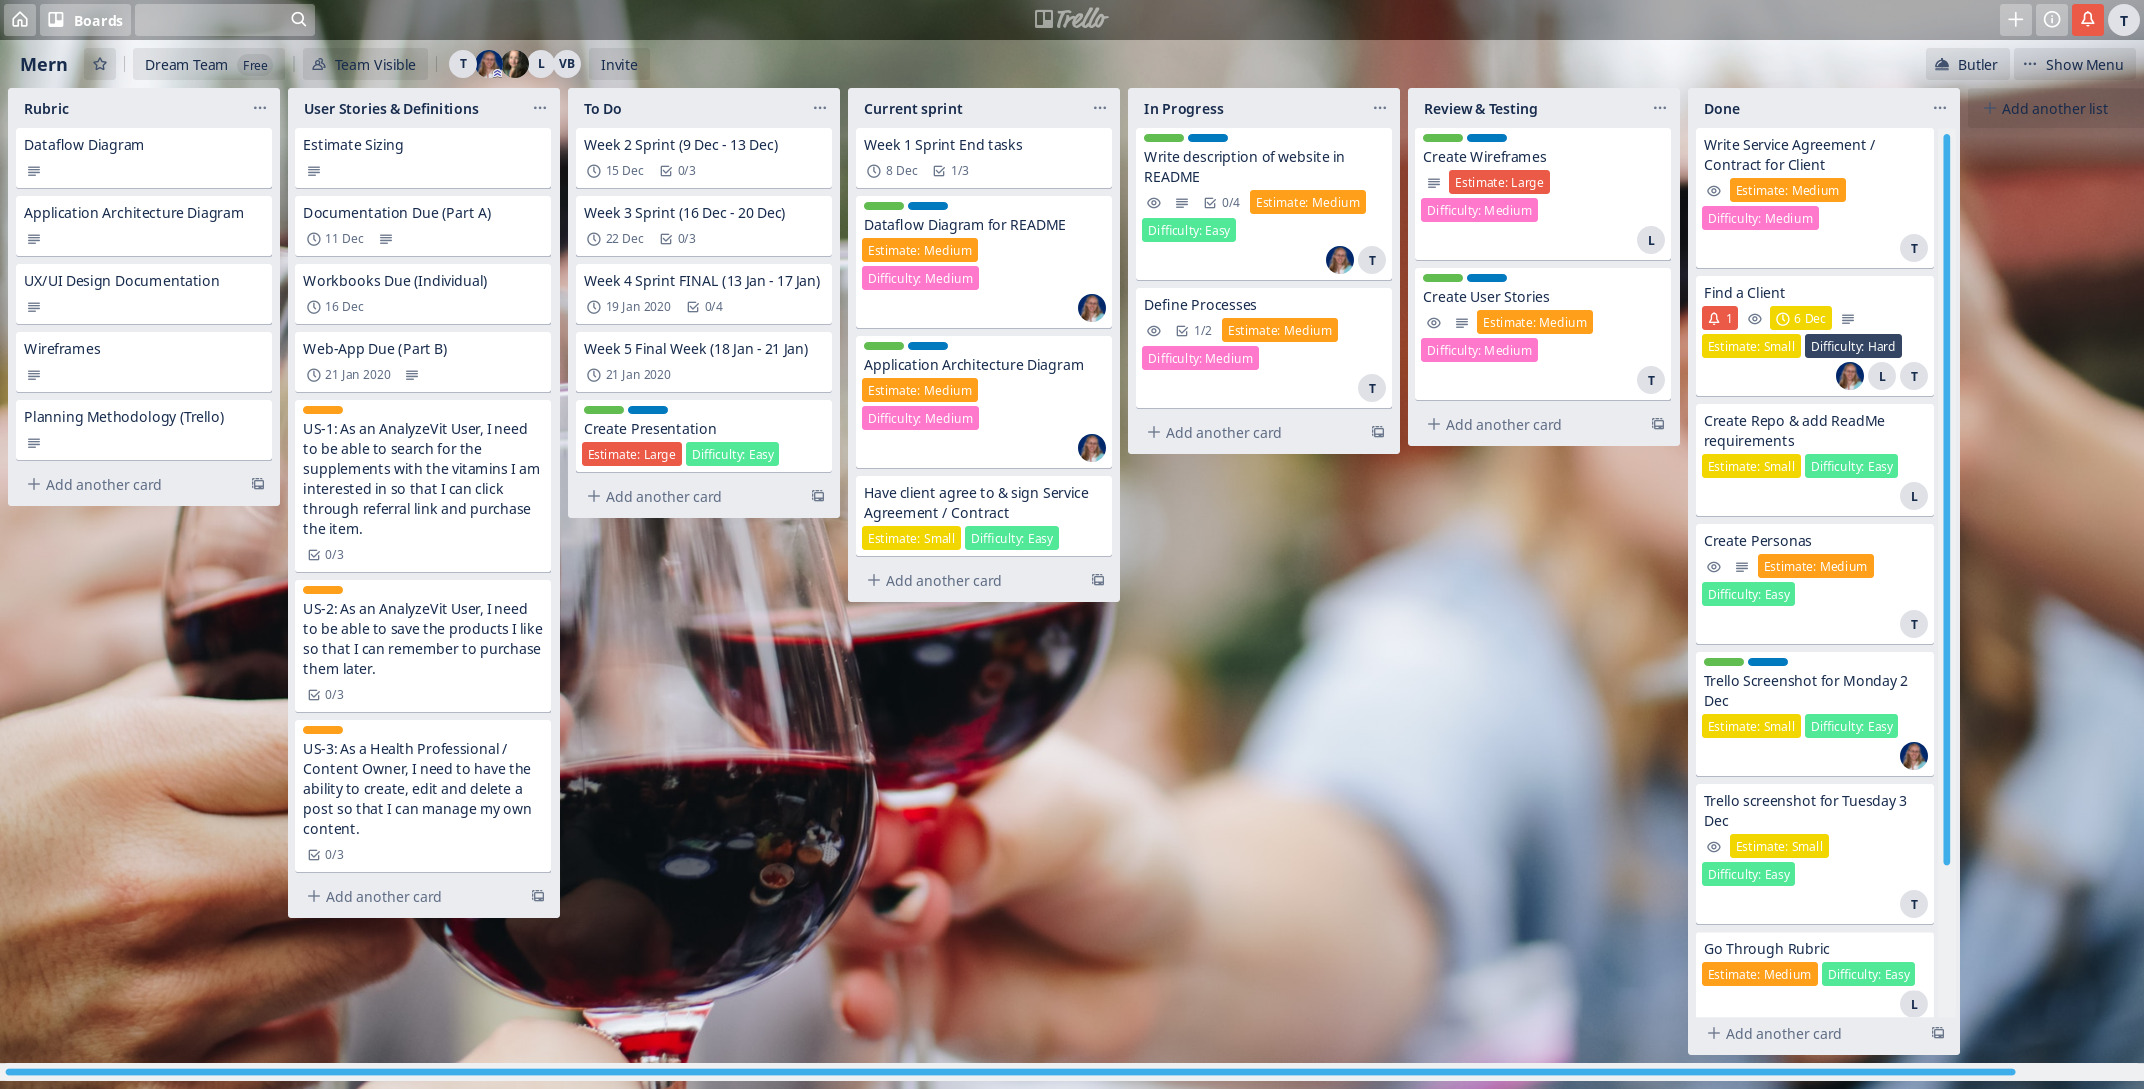 Boards
Trello
T
Mern
Dream Team Free
Team Visible
T
L
VB
Invite
Butler
Show Menu
Rubric
Dataflow Diagram
Application Architecture Diagram
UX/UI Design Documentation
Wireframes
Planning Methodology (Trello)
Add another card
User Stories & Definitions
Estimate Sizing
Documentation Due (Part A)
11 Dec
Workbooks Due (Individual)
16 Dec
Web-App Due (Part B)
21 Jan 2020
US-1: As an AnalyzeVit User, I need
to be able to search for the
supplements with the vitamins I am
interested in so that I can click
through referral link and purchase
the item.
0/3
US-2: As an AnalyzeVit User, I need
to be able to save the products I like
so that I can remember to purchase
them later.
0/3
US-3: As a Health Professional /
Content Owner, I need to have the
ability to create, edit and delete a
post so that I can manage my own
content.
0/3
Add another card
To Do
Week 2 Sprint (9 Dec - 13 Dec)
15 Dec 0/3
Week 3 Sprint (16 Dec - 20 Dec)
22 Dec 0/3
Week 4 Sprint FINAL (13 Jan - 17 Jan)
19 Jan 2020 0/4
Week 5 Final Week (18 Jan - 21 Jan)
21 Jan 2020
Create Presentation
Estimate: Large Difficulty: Easy
Add another card
Current sprint
Week 1 Sprint End tasks
8 Dec 1/3
Dataflow Diagram for README
Estimate: Medium
Difficulty: Medium
Application Architecture Diagram
Estimate: Medium
Difficulty: Medium
Have client agree to & sign Service
Agreement / Contract
Estimate: Small Difficulty: Easy
Add another card
In Progress
Write description of website in
README
0/4 Estimate: Medium
Difficulty: Easy
T
Define Processes
1/2 Estimate: Medium
Difficulty: Medium
T
Add another card
Review & Testing
Create Wireframes
Estimate: Large
Difficulty: Medium
L
Create User Stories
Estimate: Medium
Difficulty: Medium
T
Add another card
Done
Write Service Agreement /
Contract for Client
Estimate: Medium
Difficulty: Medium
T
Find a Client
1 6 Dec
Estimate: Small Difficulty: Hard
L T
Create Repo & add ReadMe
requirements
Estimate: Small Difficulty: Easy
L
Create Personas
Estimate: Medium
Difficulty: Easy
T
Trello Screenshot for Monday 2
Dec
Estimate: Small Difficulty: Easy
Trello screenshot for Tuesday 3
Dec
Estimate: Small
Difficulty: Easy
T
Go Through Rubric
Estimate: Medium Difficulty: Easy
L
Add another card
Add another list